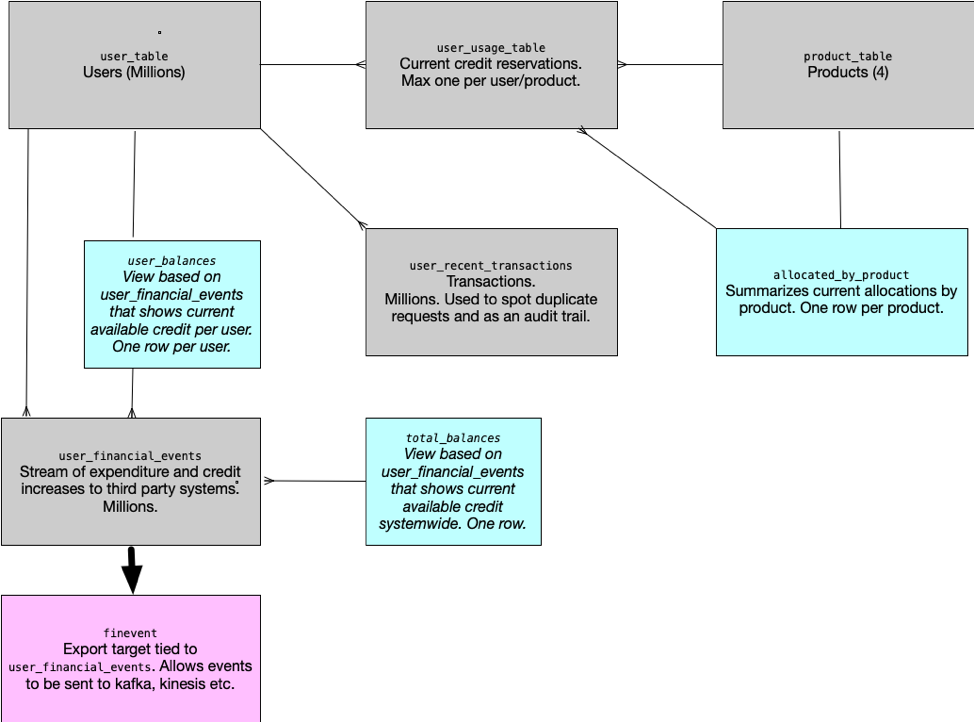 user_table
Users (Millions)
user_usage_table
Current credit reservations.
Max one per user/product.
product_table
Products (4)
user_balances
View based on
user_financial_events
that shows current
available credit per user.
One row per user.
user_recent_transactions
Transactions.
Millions. Used to spot duplicate
requests and as an audit trail.
allocated_by_product
Summarizes current allocations by
product. One row per product.
user_financial_events
Stream of expenditure and credit
increases to third party systems.
Millions.
total_balances
View based on
user_financial_events
that shows current
available credit
systemwide. One row.
finevent
Export target tied to
user_financial_events. Allows events
to be sent to kafka, kinesis etc.